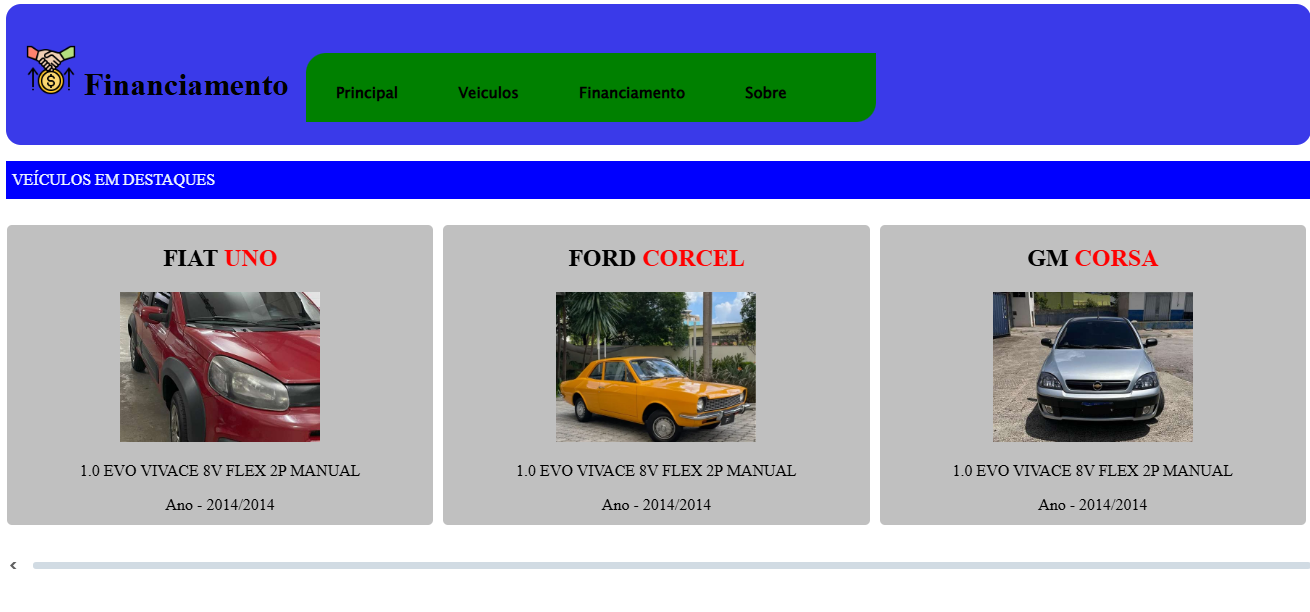 Financiamento
Principal Veiculos Financiamento Sobre
VEÍCULOS EM DESTAQUES
FIAT UNO
1.0 EVO VIVACE 8V FLEX 2P MANUAL
Ano - 2014/2014
FORD CORCEL
1.0 EVO VIVACE 8V FLEX 2P MANUAL
Ano - 2014/2014
GM CORSA
1.0 EVO VIVACE 8V FLEX 2P MANUAL
Ano - 2014/2014